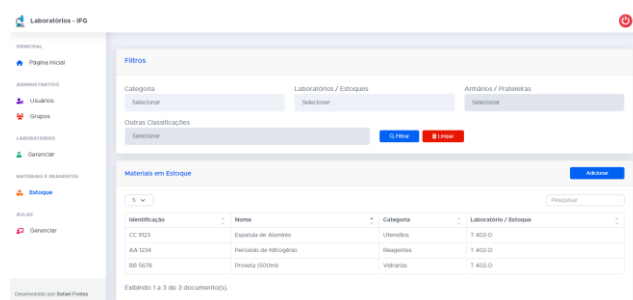 Laboratórios - IFG
PRINCIPAL
Página Inicial
ADMINISTRATIVO
Usuários
Grupos
LABORATÓRIOS
Gerenciar
MATERIAIS E REAGENTES
Estoque
AULAS
Gerenciar
Desenvolvido por Rafael Freitas
Filtros
Categoria Laboratórios / Estoques Armários / Prateleiras
Selecionar Selecionar Selecionar
Outras Classificações
Selecionar Filtrar Limpar
Materiais em Estoque Adicionar
5 Pesquisar
Identificação Nome Categoria Laboratório / Estoque
CC 9123 Espatula de Alumínio Utensílios T 402-D
AA 1234 Peróxido de Nitrogênio Reagentes T 402-D
BB 5678 Proveta (500ml) Vidrarias T 402-D
Exibindo 1 a 3 de 3 documento(s).